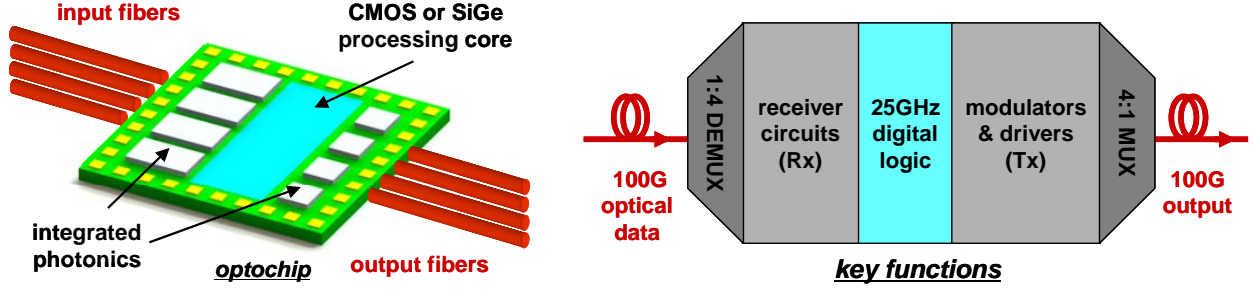 input fibers
CMOS or SiGe
processing core
integrated
photonics
optochip
output fibers
1:4 DEMUX
receiver
circuits
(Rx)
25GHz
digital
logic
modulators
& drivers
(Tx)
4:1 MUX
100G
optical
data
100G
output
key functions